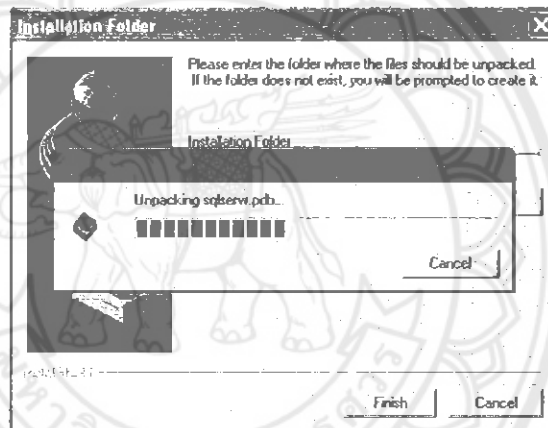 Installation Folder
Please enter the folder where the files should be unpacked.
If the folder does not exist, you will be prompted to create it.
Installation Folder
Unpacking sqlservr.pdb...
Cancel
Finish
Cancel